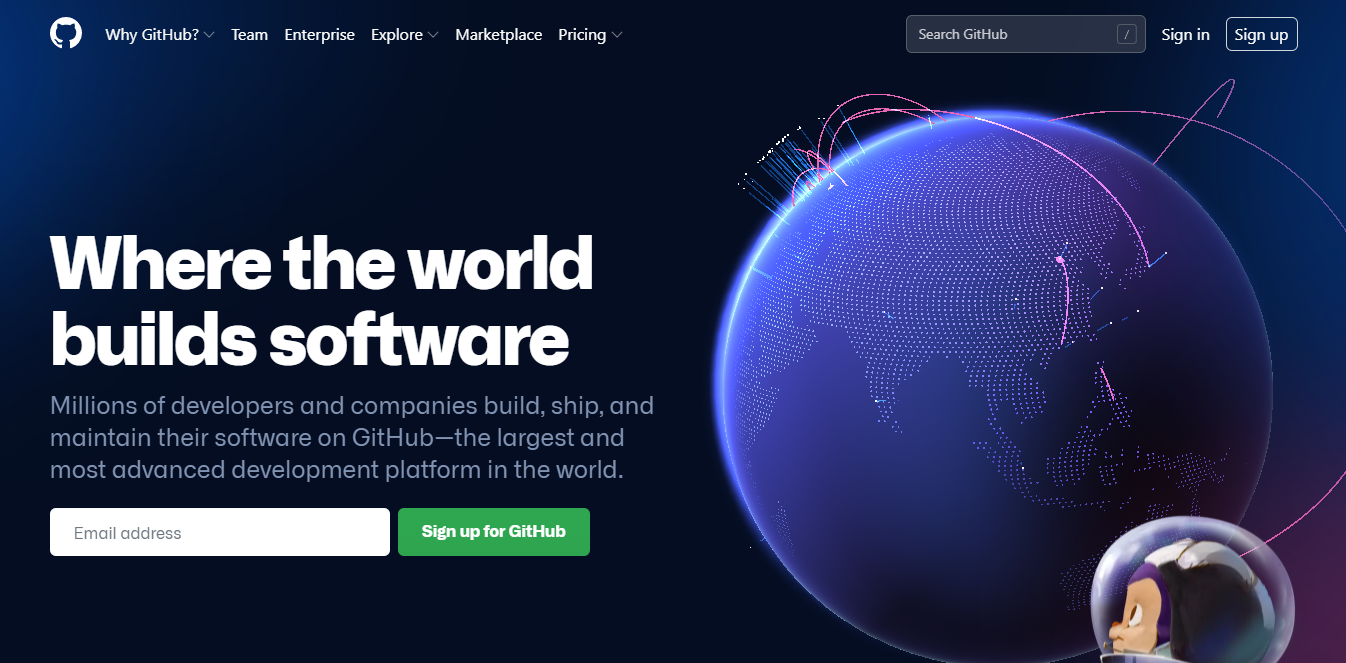 Why GitHub? Team Enterprise Explore Marketplace Pricing Search GitHub / Sign in Sign up
Where the world
builds software
Millions of developers and companies build, ship, and
maintain their software on GitHub—the largest and
most advanced development platform in the world.
Email address Sign up for GitHub